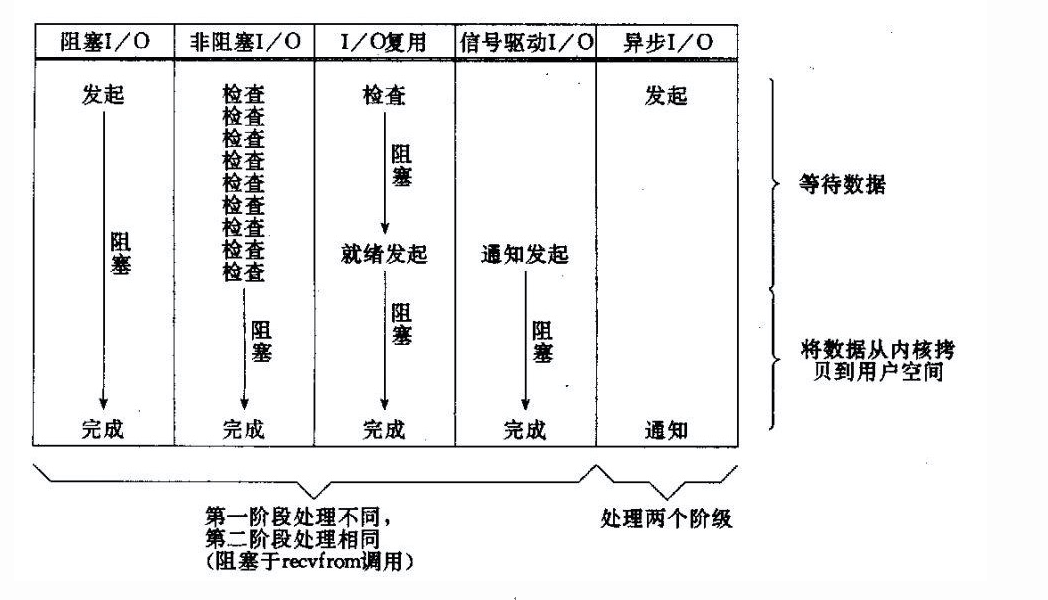 阻塞I/O 非阻塞I/O I/O复用 信号驱动I/O 异步I/O
发起 检查 检查 发起
检查
检查
检查
检查
检查
检查
检查
检查
阻塞
等待数据
阻塞
就绪发起 通知发起
阻塞
阻塞
阻塞
将数据从内核拷
贝到用户空间
完成 完成 完成 完成 通知
第一阶段处理不同，
第二阶段处理相同
(阻塞于recvfrom调用)
处理两个阶级